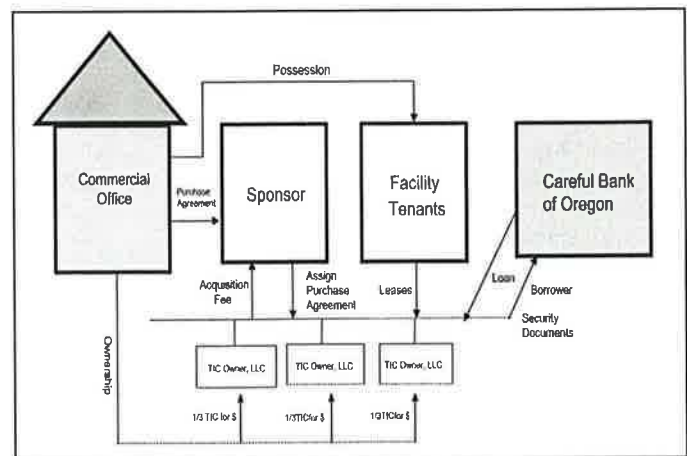 Possession
Commercial
Office
Purchase
Agreement
Sponsor
Facility
Tenants
Careful Bank
of Oregon
Acquisition
Fee
Assign
Purchase
Agreement
Leases
Loan
Borrower
Security
Documents
Ownership
TIC Owner, LLC
TIC Owner, LLC
TIC Owner, LLC
1/3 TIC for $
1/3TICfor $
1/3TICfor $